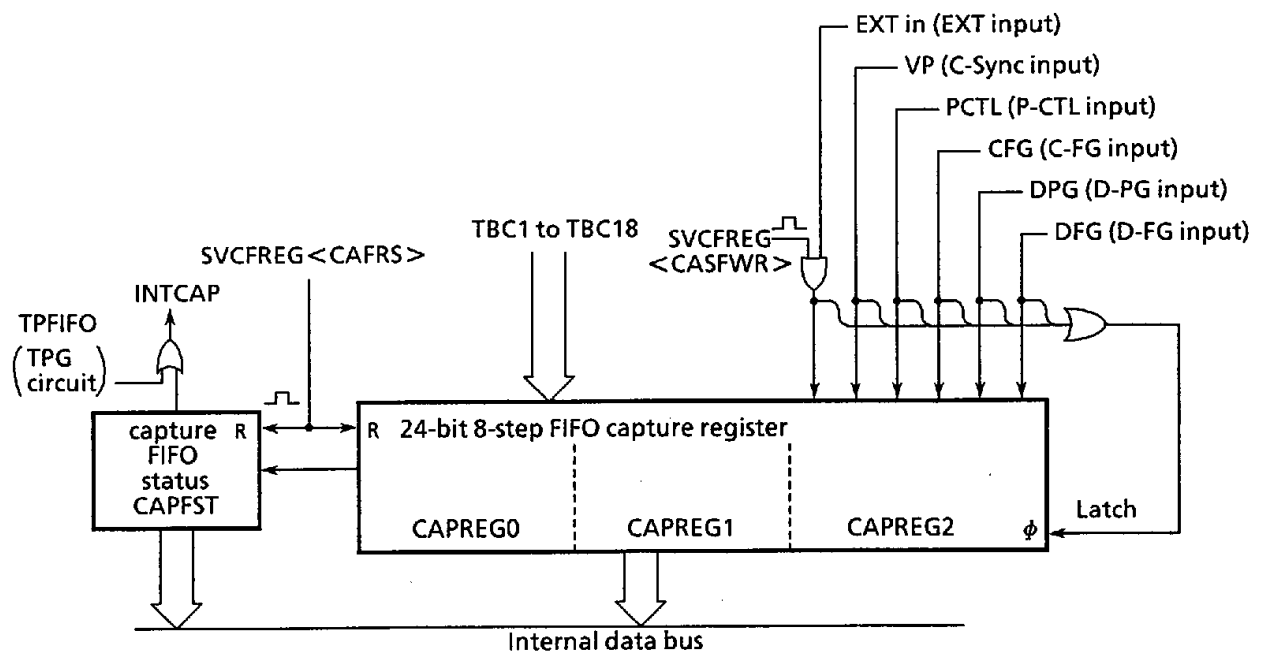 EXT in (EXT input)
VP (C-Sync input)
PCTL (P-CTL input)
CFG (C-FG input)
DPG (D-PG input)
DFG (D-FG input)
TBC1 to TBC18
SVCFREG
<CASFWR>
SVCFREG<CAFRS>
INTCAP
TPFIFO
(TPG
circuit)
capture R
FIFO
status
CAPFST
R 24-bit 8-step FIFO capture register
CAPREG0 CAPREG1 CAPREG2 ϕ
Latch
Internal data bus